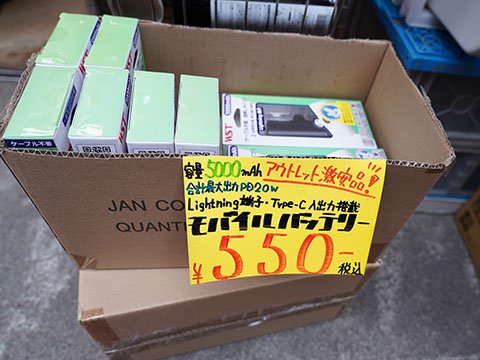 ケーブル不要
WST
WST
容量5000mAh アウトレット激安品!
合計最大出力PD20W
Lightning端子・Type-C入出力搭載
モバイルバッテリー
¥550-
税込
JAN CO
QUANT